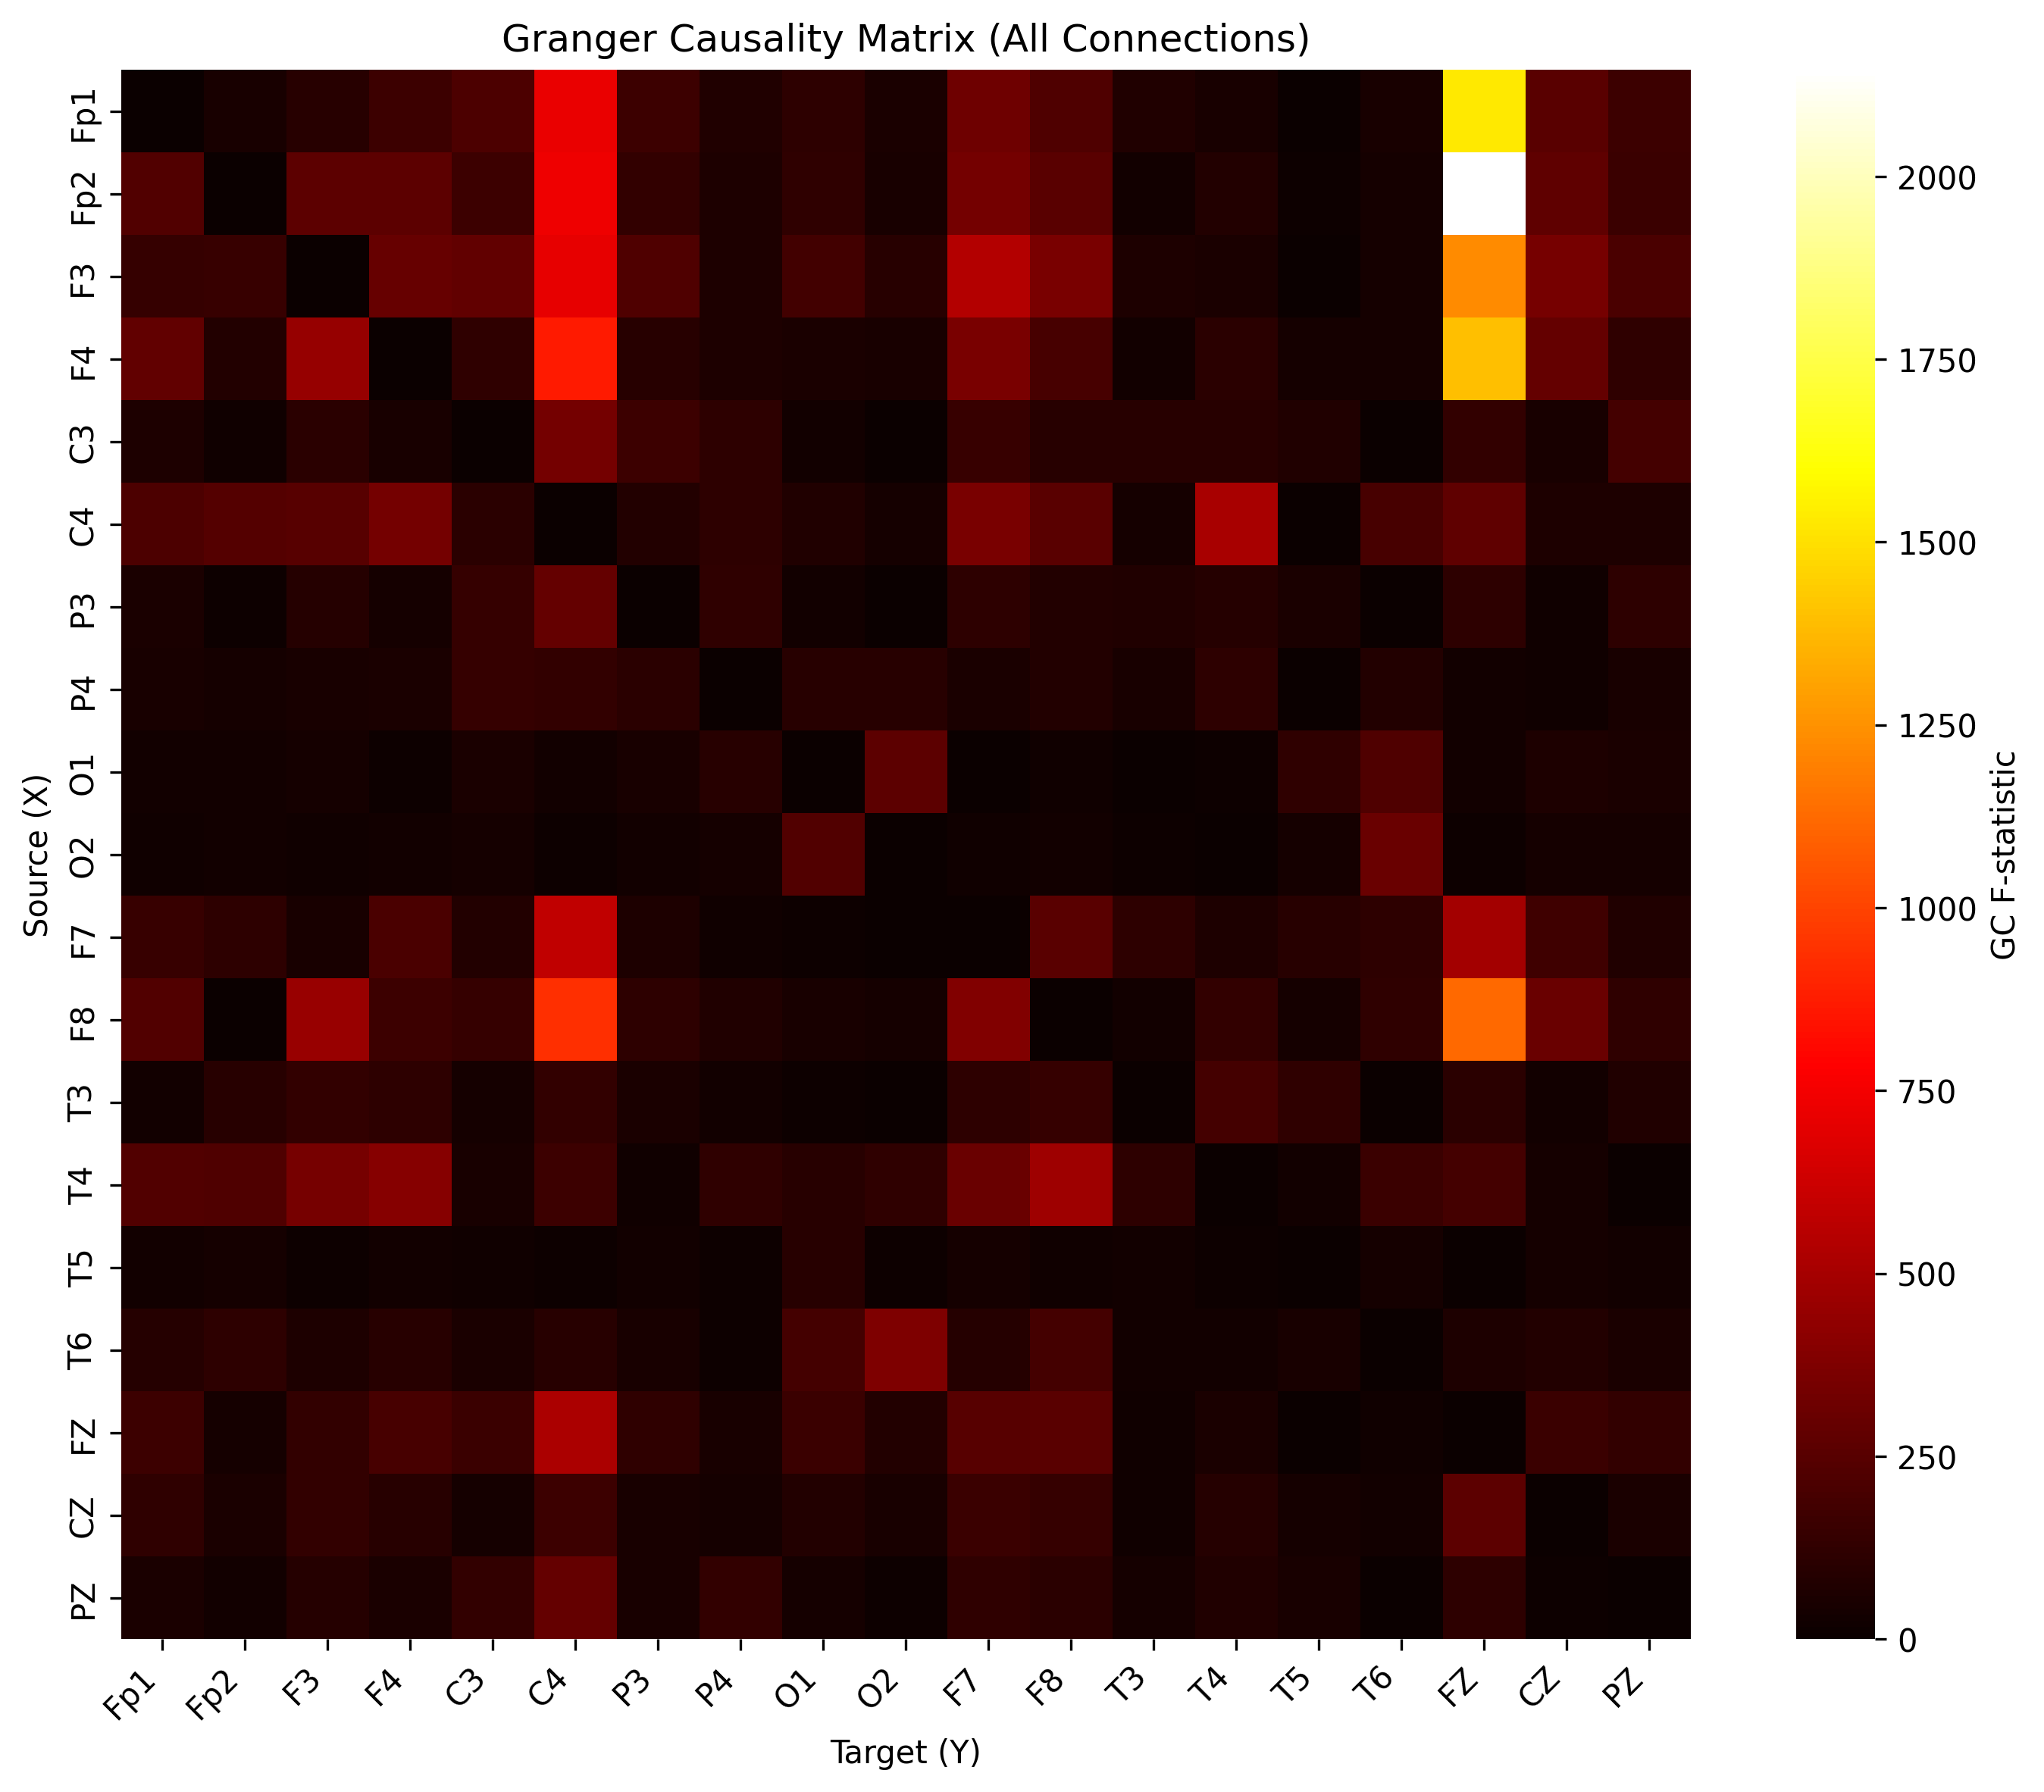 Granger Causality Matrix (All Connections)
Source (X)
Fp1
Fp2
F3
F4
C3
C4
P3
P4
O1
O2
F7
F8
T3
T4
T5
T6
FZ
CZ
PZ
Fp1 Fp2 F3 F4 C3 C4 P3 P4 O1 O2 F7 F8 T3 T4 T5 T6 FZ CZ PZ
Target (Y)
2000
1750
1500
1250
1000
750
500
250
0
GC F-statistic